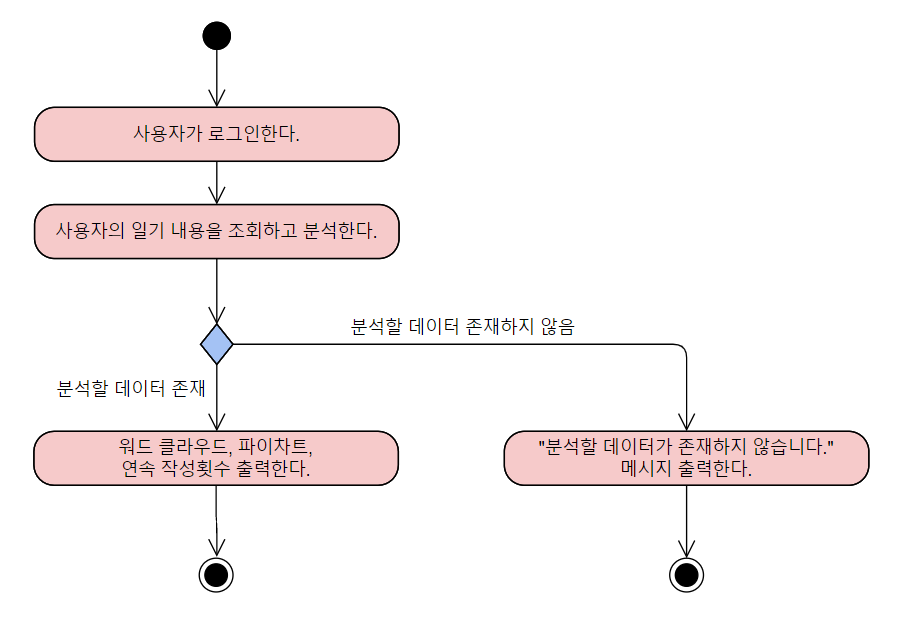 사용자가 로그인한다.
사용자의 일기 내용을 조회하고 분석한다.
분석할 데이터 존재하지 않음
분석할 데이터 존재
워드 클라우드, 파이차트,
연속 작성횟수 출력한다.
"분석할 데이터가 존재하지 않습니다."
메시지 출력한다.